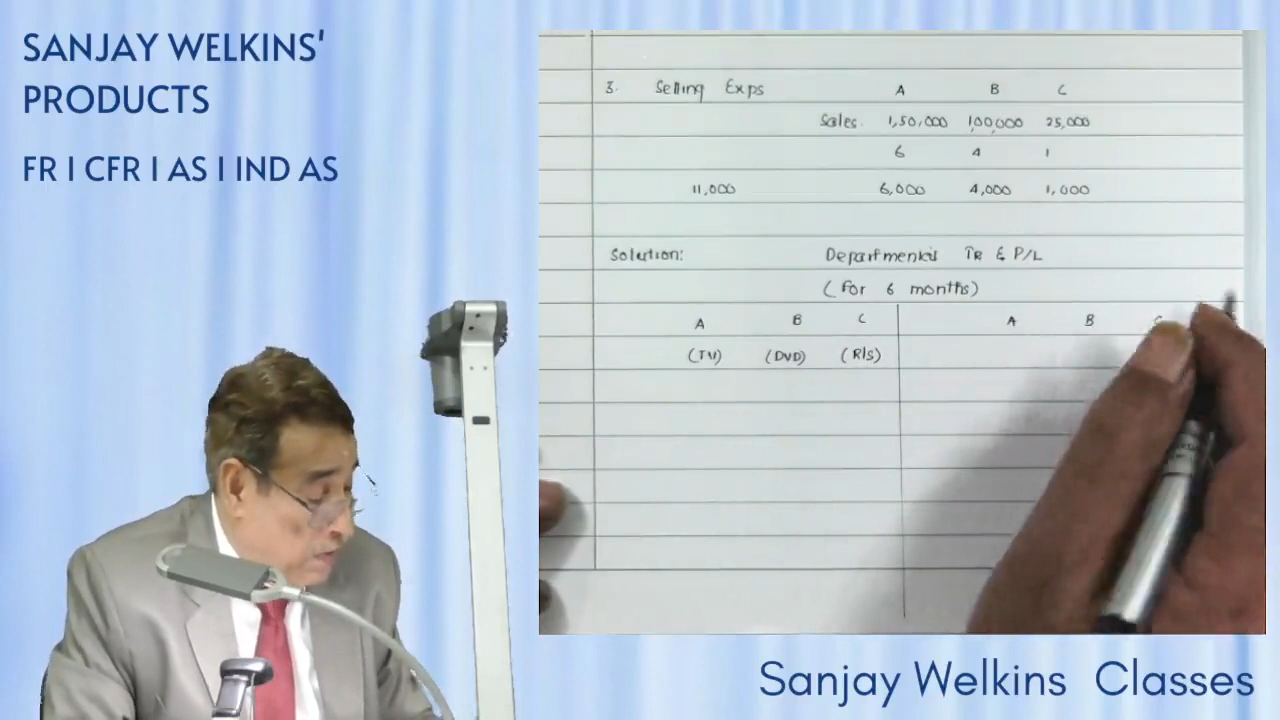 SANJAY WELKINS'
PRODUCTS
FR I CFR I AS I IND AS
3. Selling Exps A B C
Sales. 1,50,000 1,00,000 25,000
6 4 1
11,000 6,000 4,000 1,000
Solution: Departmental TR & P/L
(For 6 months)
A B C A B C
(TV) (DVD) (R/S)
Sanjay Welkins Classes